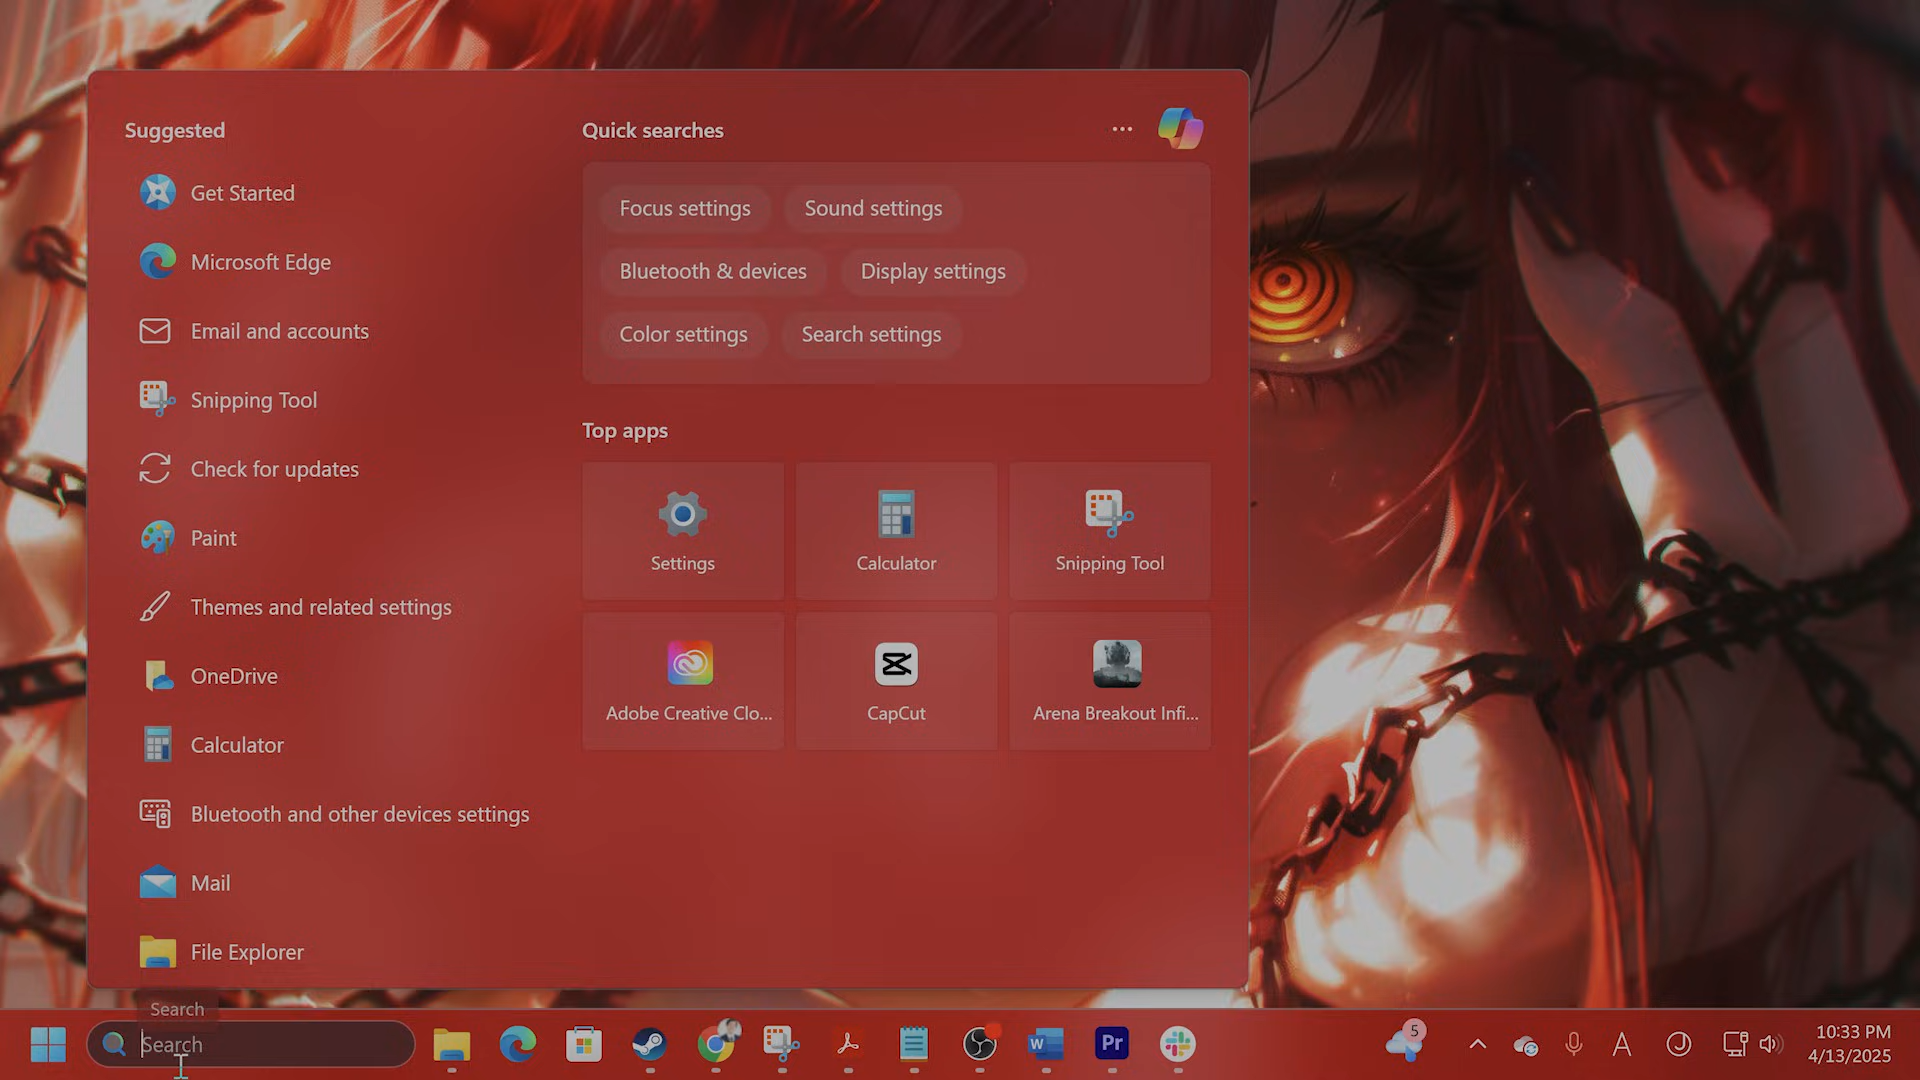 Suggested
Get Started
Microsoft Edge
Email and accounts
Snipping Tool
Check for updates
Paint
Themes and related settings
OneDrive
Calculator
Bluetooth and other devices settings
Mail
File Explorer
Quick searches
Focus settings
Sound settings
Bluetooth & devices
Display settings
Color settings
Search settings
Top apps
Settings
Calculator
Snipping Tool
Adobe Creative Clo...
CapCut
Arena Breakout Infi...
Search
Search
W
Pr
5
A
10:33 PM
4/13/2025